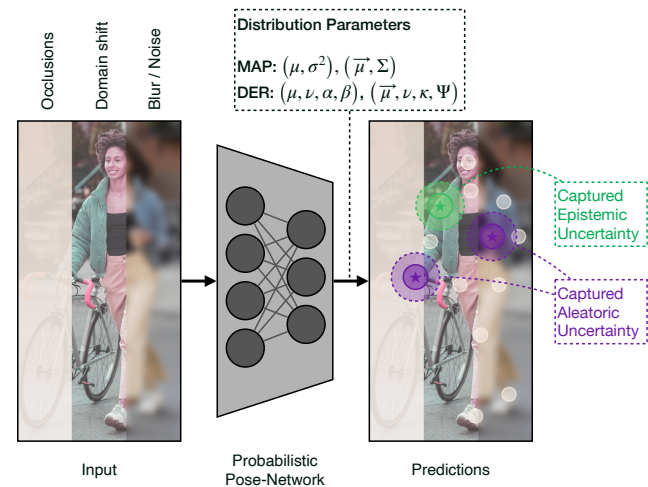 Occlusions
Domain shift
Blur / Noise
Distribution Parameters
MAP: (μ, σ²), (μ⃗, Σ)
DER: (μ, ν, α, β), (μ⃗, ν, κ, Ψ)
Captured
Epistemic
Uncertainty
Captured
Aleatoric
Uncertainty
Input
Probabilistic
Pose-Network
Predictions